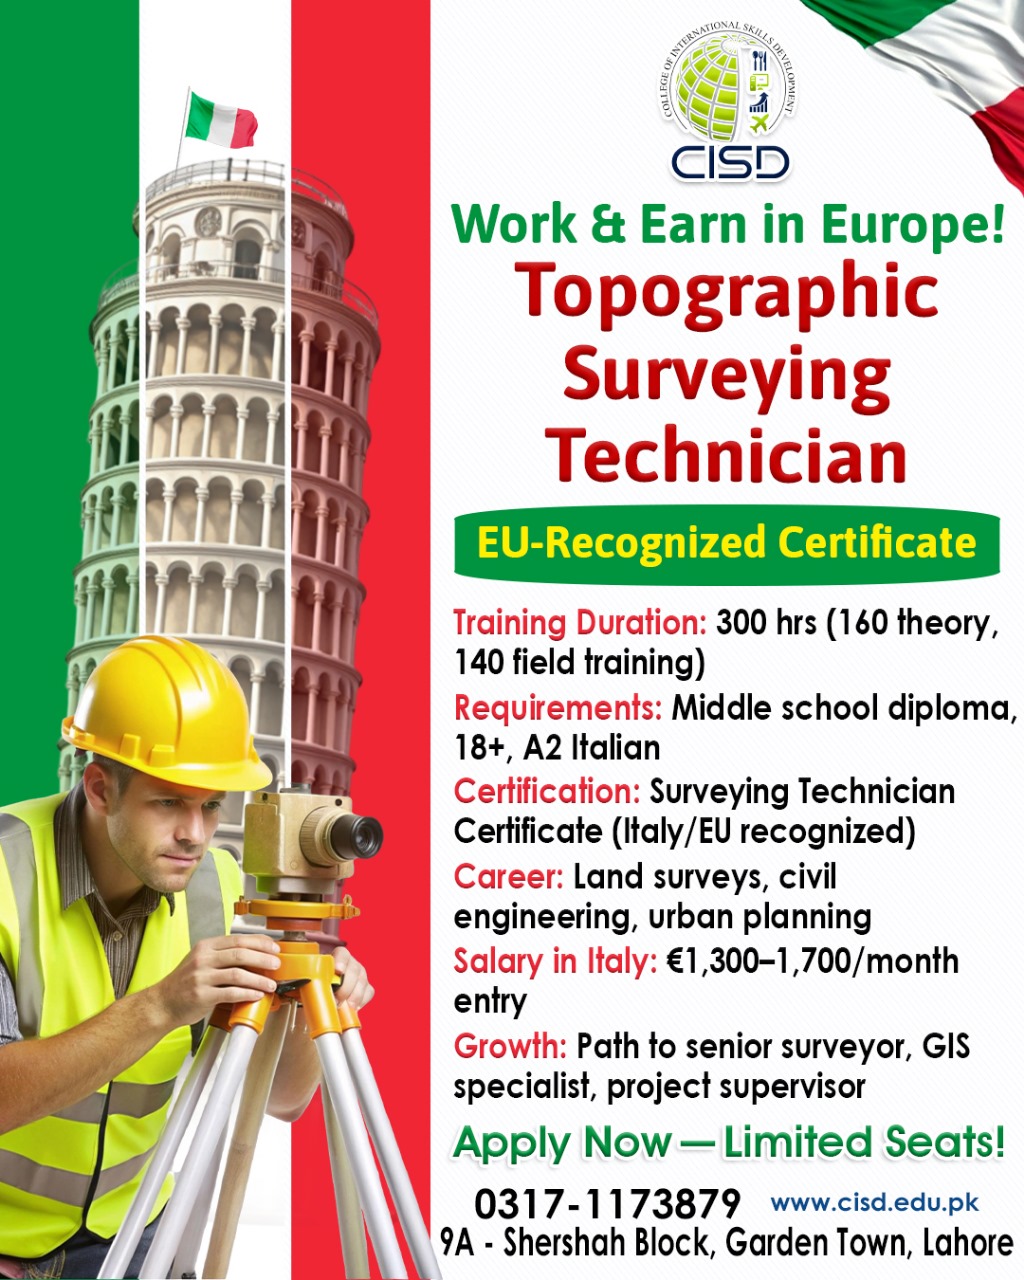 COLLEGE OF INTERNATIONAL SKILLS DEVELOPMENT
CISD
Work & Earn in Europe!
Topographic
Surveying
Technician
EU-Recognized Certificate
Training Duration: 300 hrs (160 theory,
140 field training)
Requirements: Middle school diploma,
18+, A2 Italian
Certification: Surveying Technician
Certificate (Italy/EU recognized)
Career: Land surveys, civil
engineering, urban planning
Salary in Italy: €1,300–1,700/month
entry
Growth: Path to senior surveyor, GIS
specialist, project supervisor
Apply Now — Limited Seats!
0317-1173879 www.cisd.edu.pk
9A - Shershah Block, Garden Town, Lahore